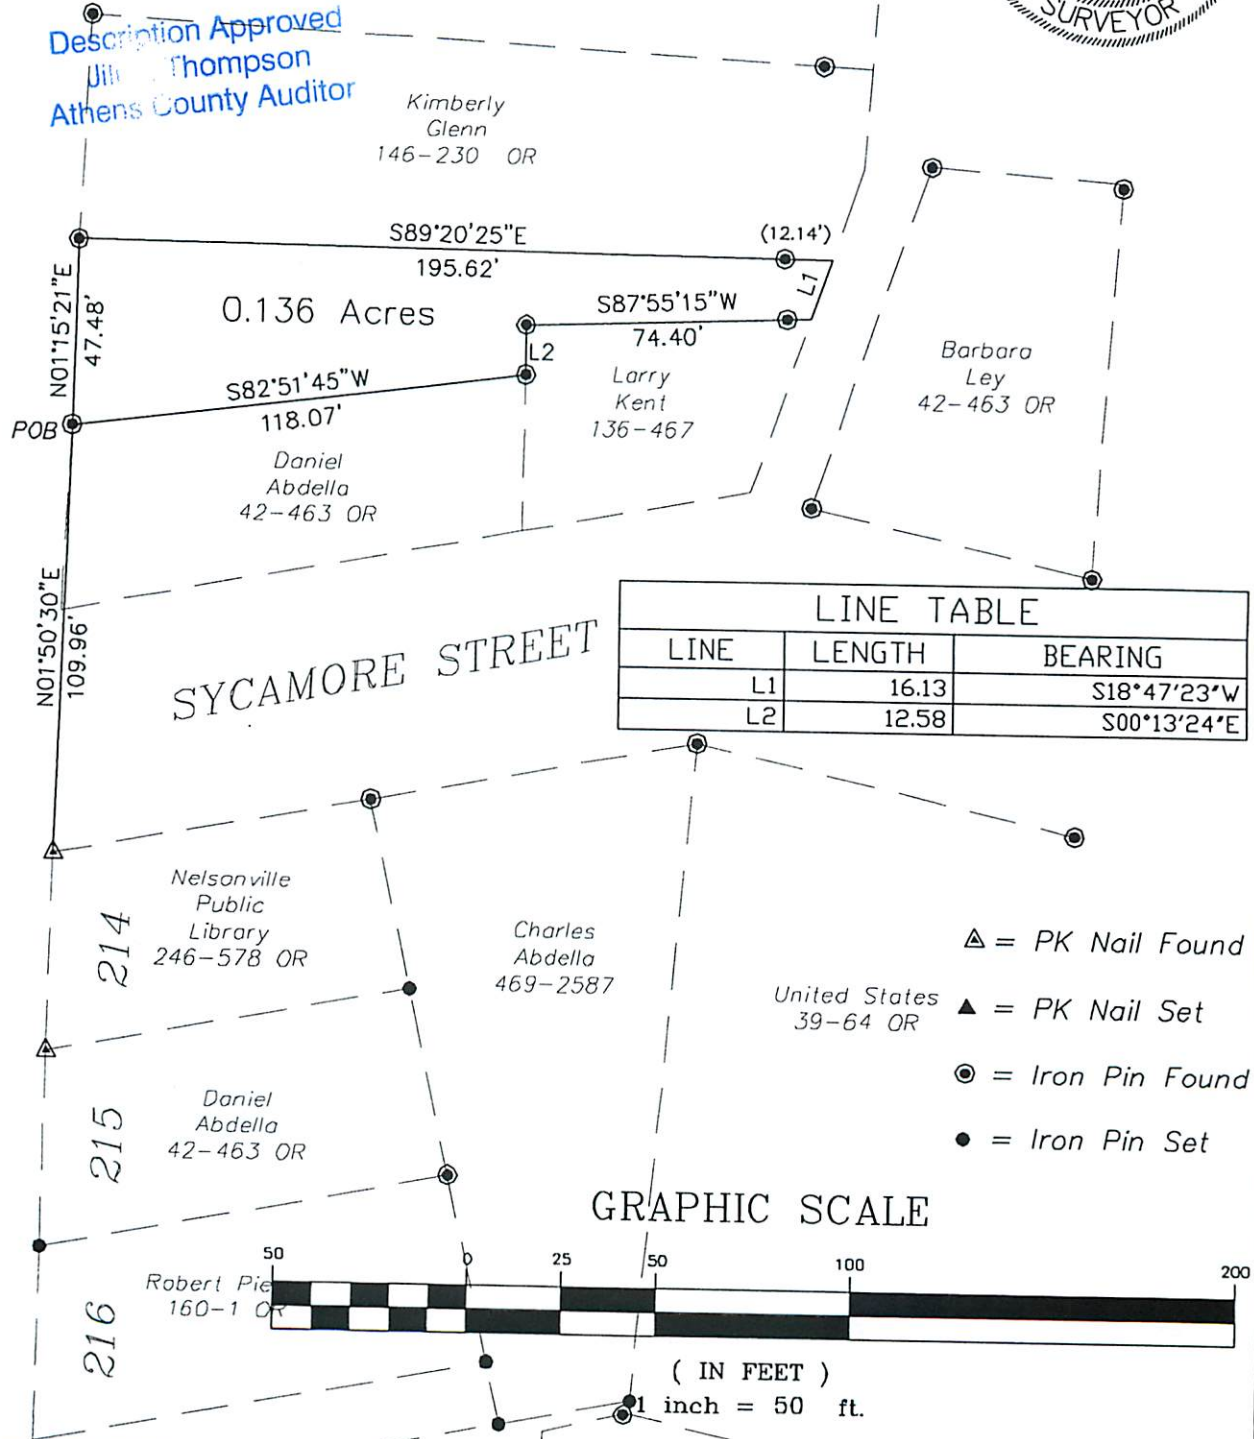 SURVEYOR
Description Approved
Thompson
Athens County Auditor
Kimberly
Glenn
146-230 OR
S89°20'25"E
195.62'
(12.14')
L1
N01°15'21"E
47.48'
0.136 Acres
S87°55'15"W
74.40'
L2
S82°51'45"W
118.07'
POB
Larry
Kent
136-467
Barbara
Ley
42-463 OR
Daniel
Abdella
42-463 OR
N01°50'30"E
109.96'
SYCAMORE STREET
LINE TABLE
LINE LENGTH BEARING
L1 16.13 S18°47'23"W
L2 12.58 S00°13'24"E
Nelsonville
Public
Library
246-578 OR
214
Charles
Abdella
469-2587
United States
39-64 OR
= PK Nail Found
= PK Nail Set
= Iron Pin Found
= Iron Pin Set
Daniel
Abdella
42-463 OR
215
GRAPHIC SCALE
50 0 25 50 100 200
Robert
160-1 OR
216
( IN FEET )
1 inch = 50 ft.